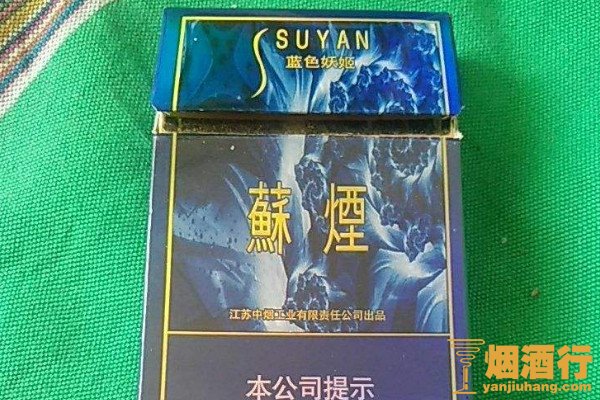 SUYAN
蓝色妖姬
蘇煙
江苏中烟工业有限责任公司出品
本公司提示
烟酒行
yanjiuhang.com